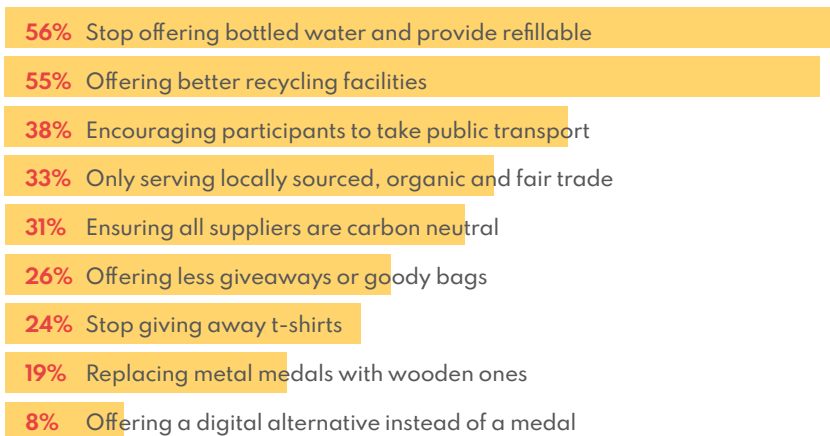 56% Stop offering bottled water and provide refillable
55% Offering better recycling facilities
38% Encouraging participants to take public transport
33% Only serving locally sourced, organic and fair trade
31% Ensuring all suppliers are carbon neutral
26% Offering less giveaways or goody bags
24% Stop giving away t-shirts
19% Replacing metal medals with wooden ones
8% Offering a digital alternative instead of a medal